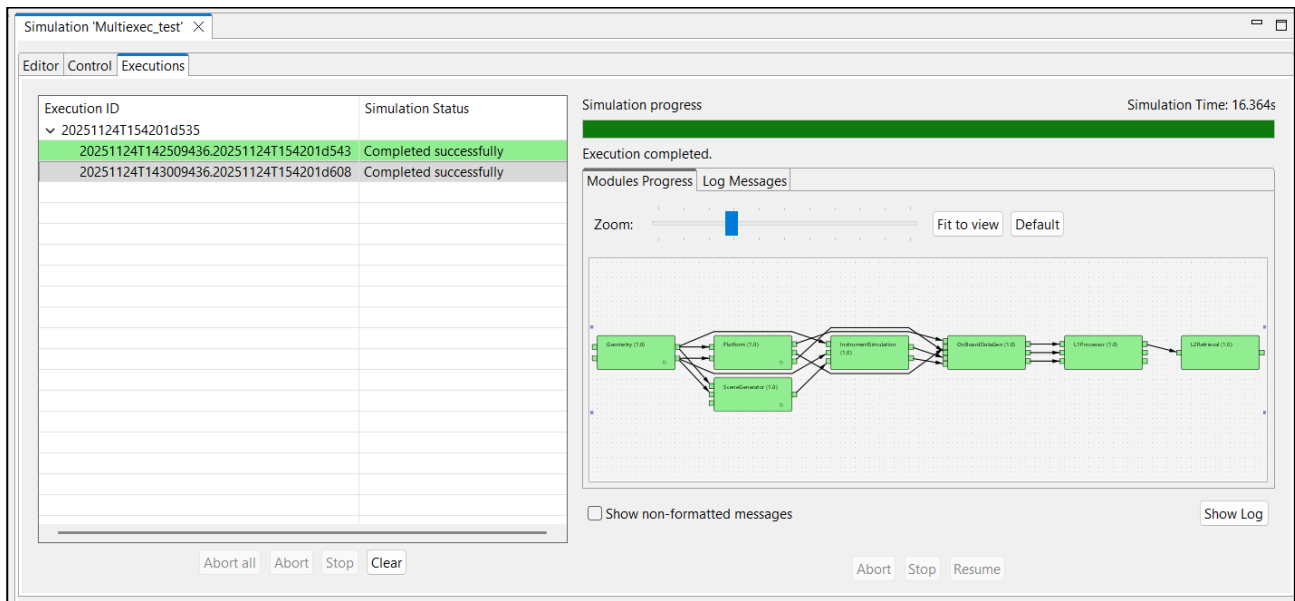 Simulation 'Multiexec_test'
Editor Control Executions
Execution ID Simulation Status
20251124T154201d535
20251124T142509436.20251124T154201d543 Completed successfully
20251124T143009436.20251124T154201d608 Completed successfully
Abort all Abort Stop Clear
Simulation progress Simulation Time: 16.364s
Execution completed.
Modules Progress Log Messages
Zoom: Fit to view Default
Geometry (1.0)
Platform (1.0)
InstrumentSimulation
(1.0)
OnBoardDataGen (1.0)
L1Processor (1.0)
L2Retrieval (1.0)
SceneGenerator (1.0)
Show non-formatted messages Show Log
Abort Stop Resume